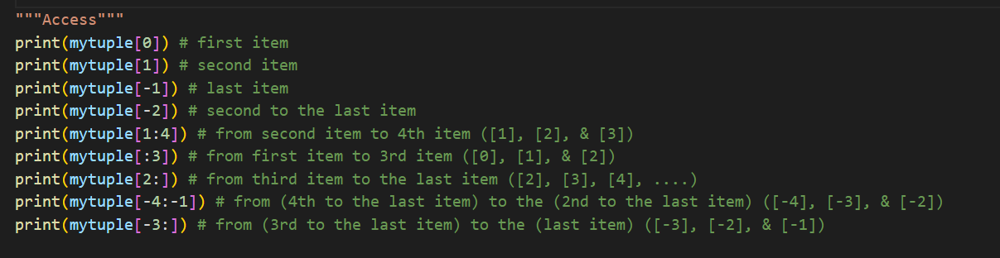 """Access"""
print(mytuple[0]) # first item
print(mytuple[1]) # second item
print(mytuple[-1]) # last item
print(mytuple[-2]) # second to the last item
print(mytuple[1:4]) # from second item to 4th item ([1], [2], & [3])
print(mytuple[:3]) # from first item to 3rd item ([0], [1], & [2])
print(mytuple[2:]) # from third item to the last item ([2], [3], [4], ....)
print(mytuple[-4:-1]) # from (4th to the last item) to the (2nd to the last item) ([-4], [-3], & [-2])
print(mytuple[-3:]) # from (3rd to the last item) to the (last item) ([-3], [-2], & [-1])